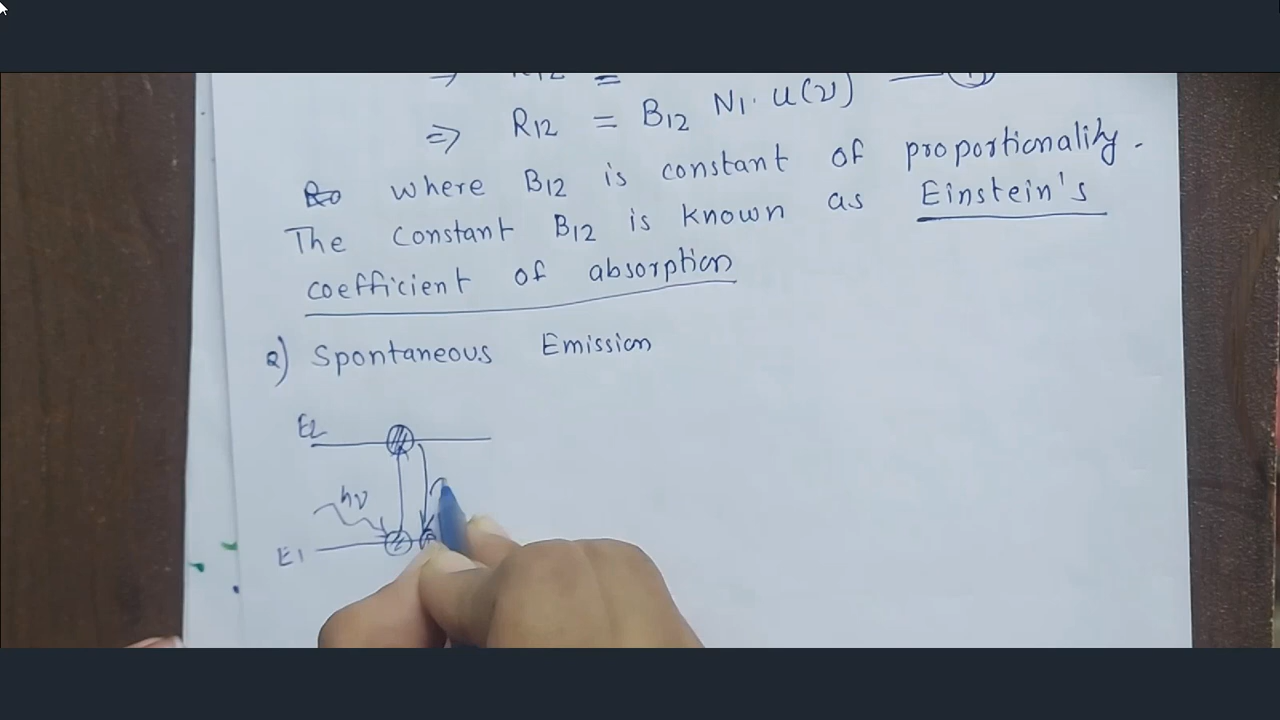 ⇒ R12 =
⇒ R12 = B12 N1. u(ν)
where B12 is constant of proportionality.
The constant B12 is known as Einstein's
coefficient of absorption
2) Spontaneous Emission
E2
hν
E1